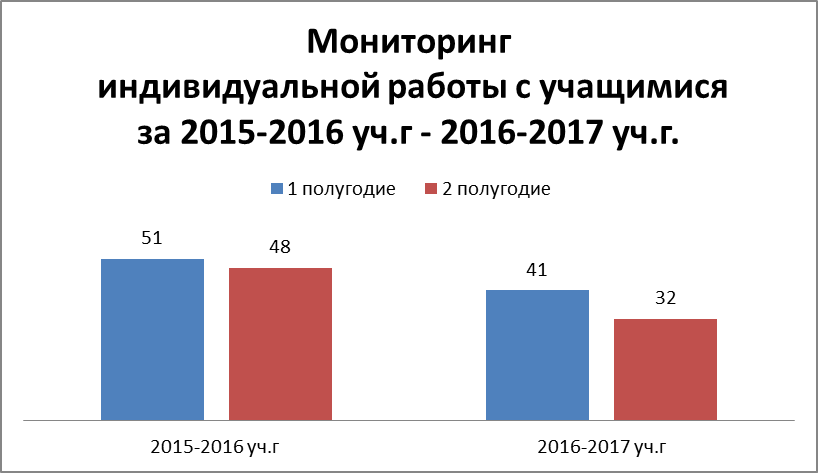 Мониторинг
индивидуальной работы с учащимися
за 2015-2016 уч.г - 2016-2017 уч.г.
1 полугодие 2 полугодие
51
48
41
32
2015-2016 уч.г
2016-2017 уч.г